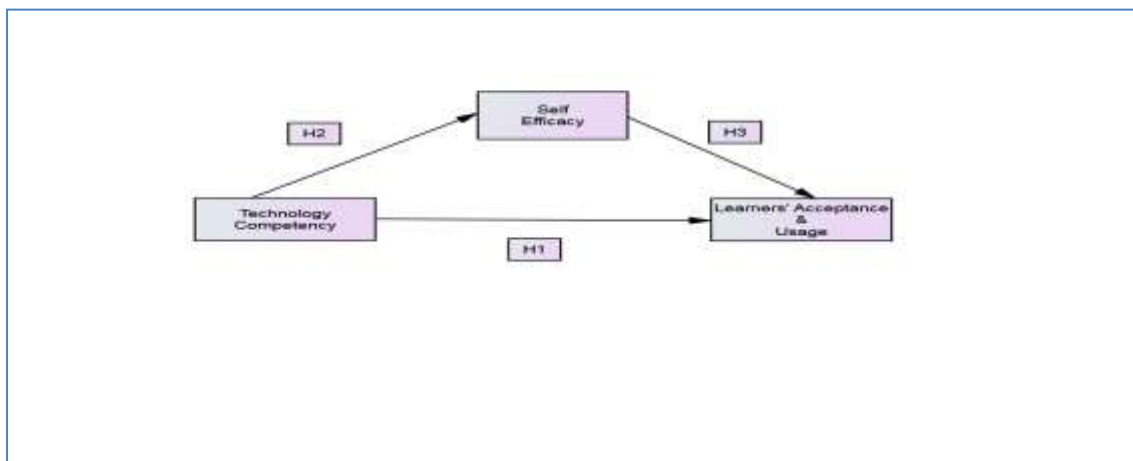 Self
Efficacy
H2
H3
Technology
Competency
Learners' Acceptance
&
Usage
H1